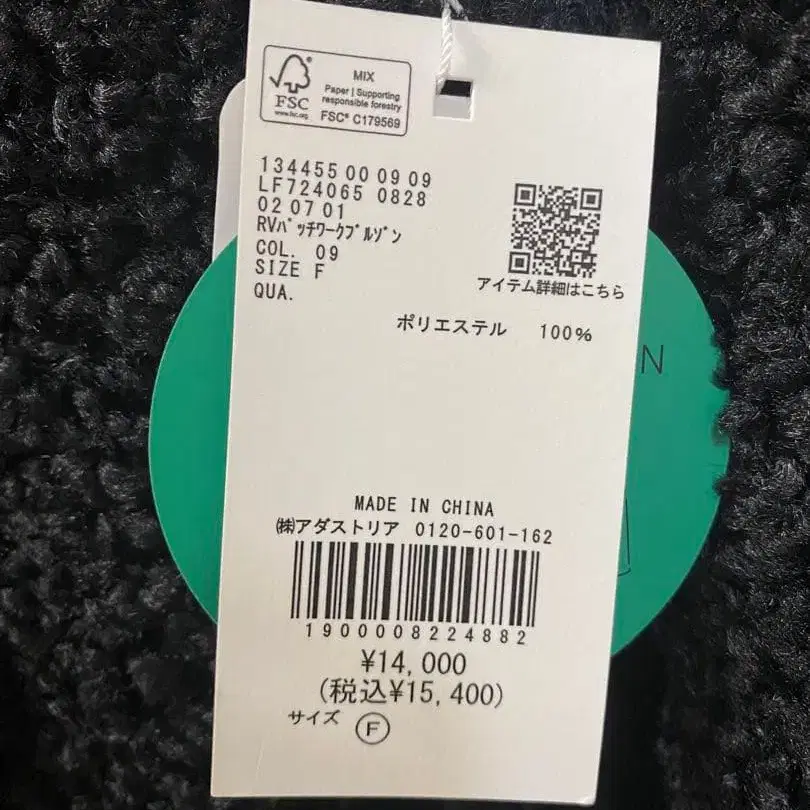 MIX
Paper | Supporting
responsible forestry
FSC
www.fsc.org
FSC® C179569
134455 00 09 09
LF724065 0828
02 07 01
RVﾊﾟｯﾁﾜｰｸﾌﾞﾙｿﾞﾝ
COL. 09
SIZE F
QUA.
アイテム詳細はこちら
ポリエステル 100%
N
MADE IN CHINA
㈱アダストリア 0120-601-162
1900008224882
¥14,000
(税込¥15,400)
サイズ F